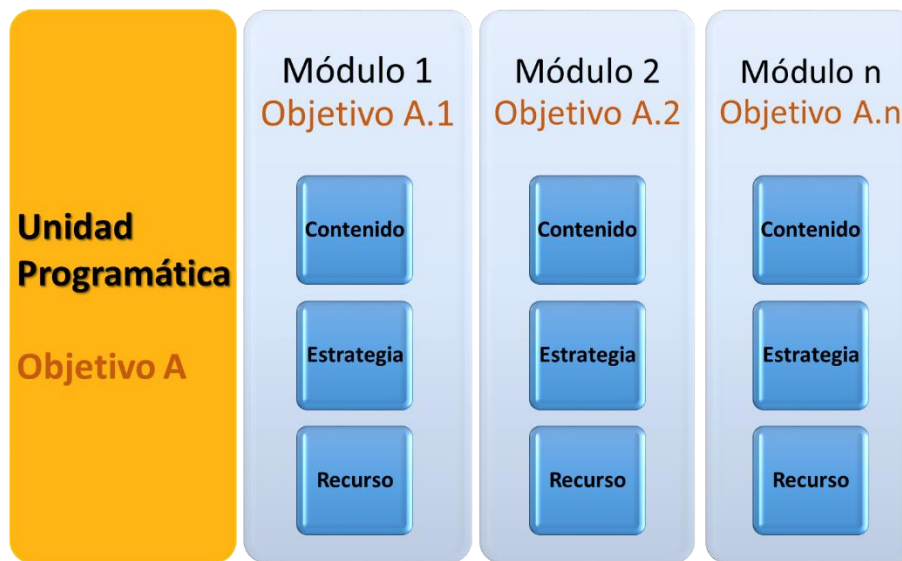 Unidad
Programática
Objetivo A
Módulo 1
Objetivo A.1
Contenido
Estrategia
Recurso
Módulo 2
Objetivo A.2
Contenido
Estrategia
Recurso
Módulo n
Objetivo A.n
Contenido
Estrategia
Recurso